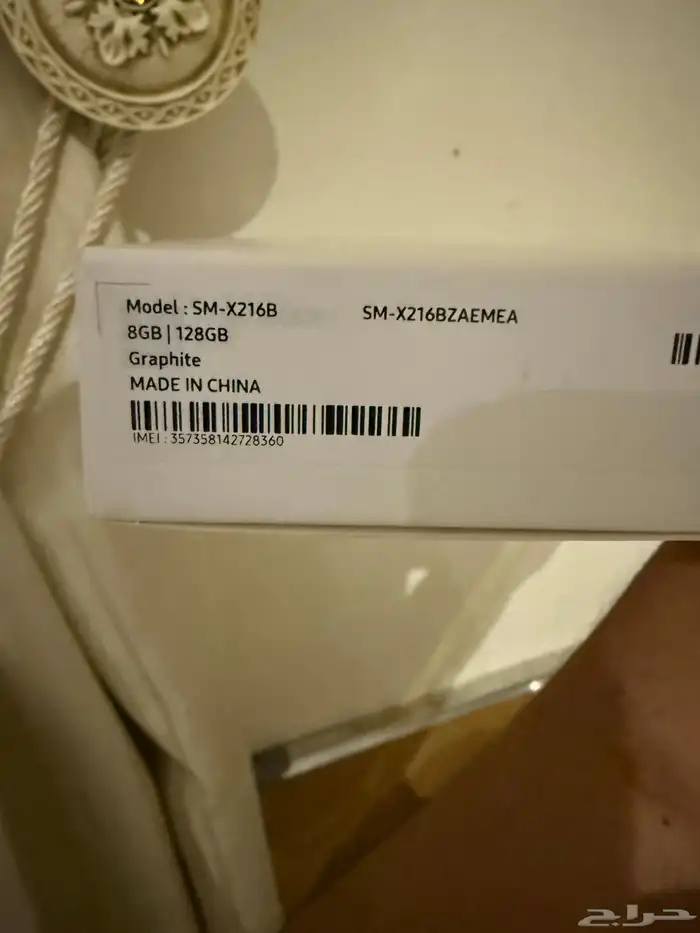 Model : SM-X216B
SM-X216BZAEMEA
8GB | 128GB
Graphite
MADE IN CHINA
IMEI : 357358142728360
حراج